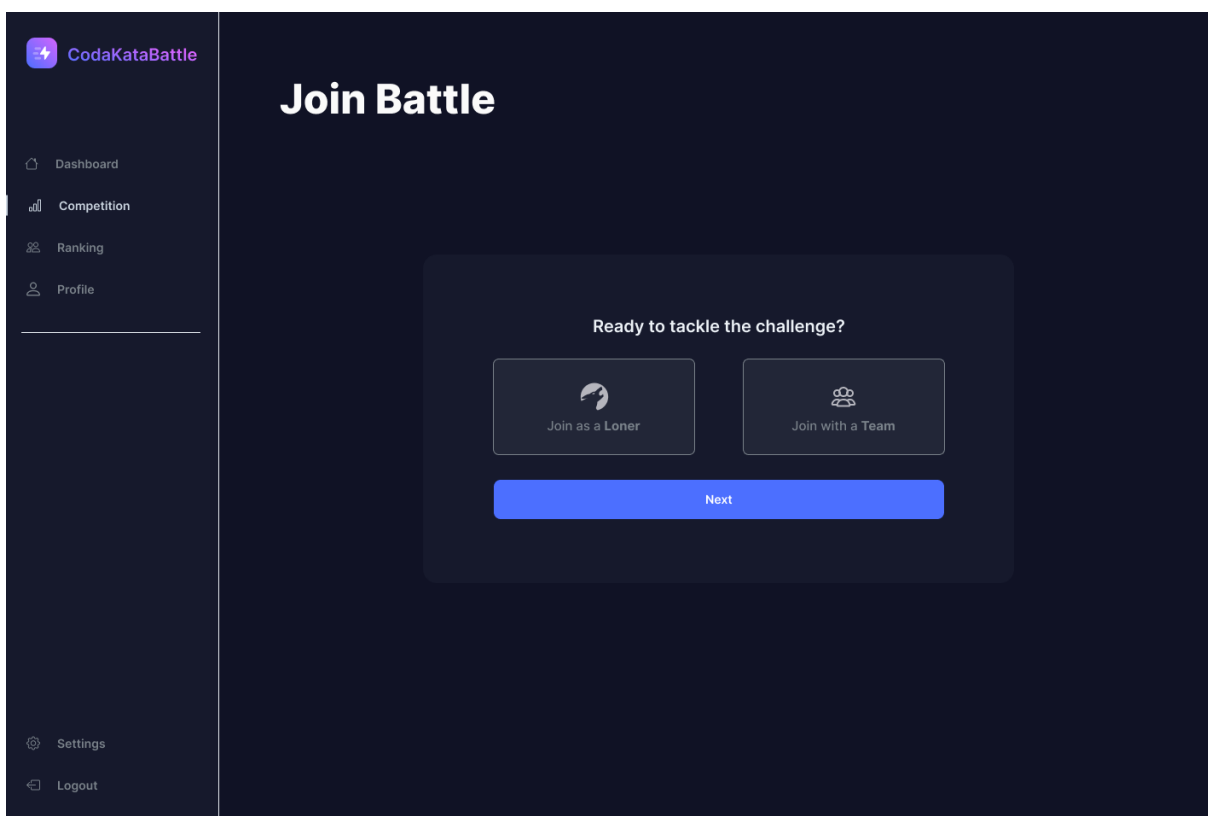 CodaKataBattle
Join Battle
Dashboard
Competition
Ranking
Profile
Ready to tackle the challenge?
Join as a Loner
Join with a Team
Next
Settings
Logout